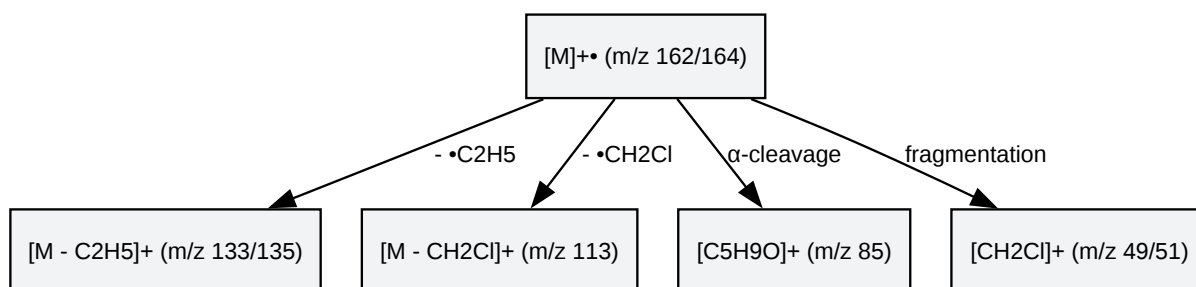 [M]+• (m/z 162/164)
- •C2H5
- •CH2Cl
α-cleavage
fragmentation
[M - C2H5]+ (m/z 133/135)
[M - CH2Cl]+ (m/z 113)
[C5H9O]+ (m/z 85)
[CH2Cl]+ (m/z 49/51)